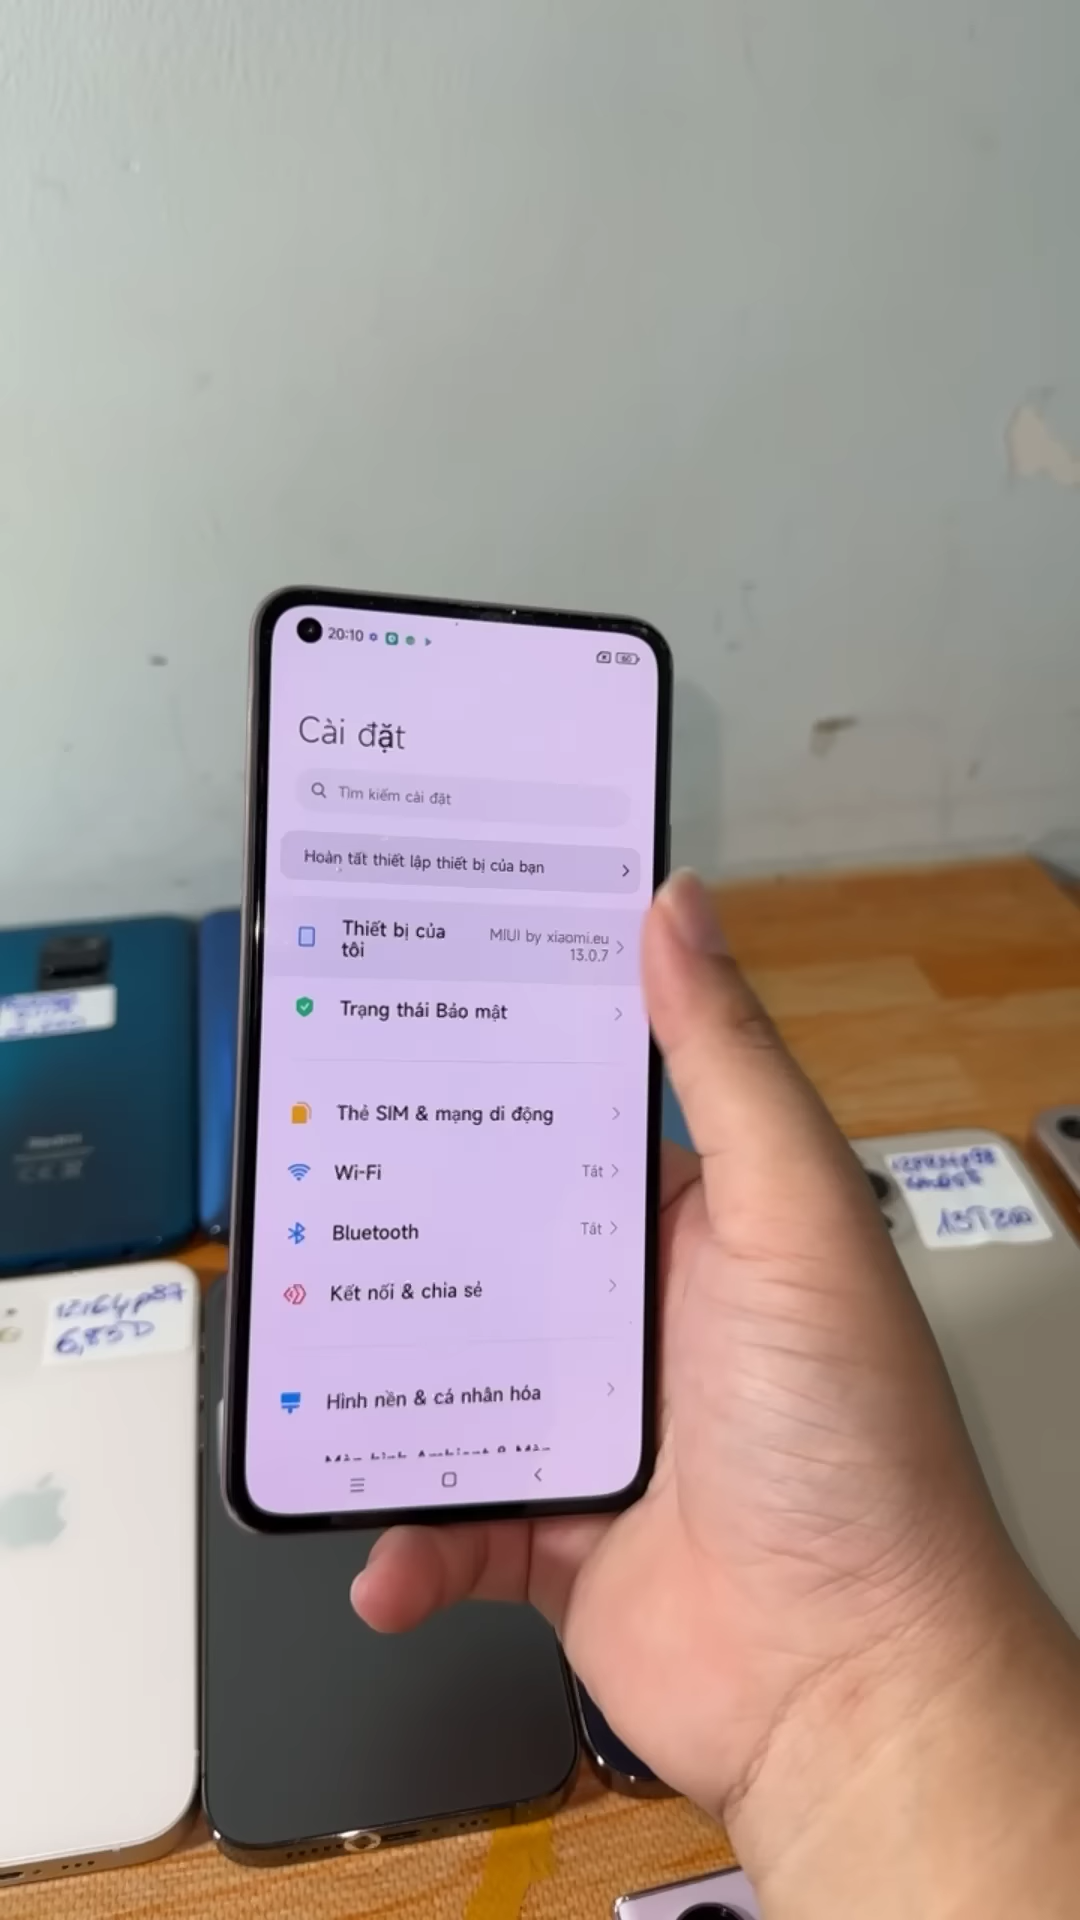 20:10
60
Cài đặt
Tìm kiếm cài đặt
Hoàn tất thiết lập thiết bị của bạn
Thiết bị của
tôi
MIUI by xiaomi.eu
13.0.7
Trạng thái Bảo mật
Thẻ SIM & mạng di động
Wi-Fi
Tắt
Bluetooth
Tắt
Kết nối & chia sẻ
Hình nền & cá nhân hóa
Redmi